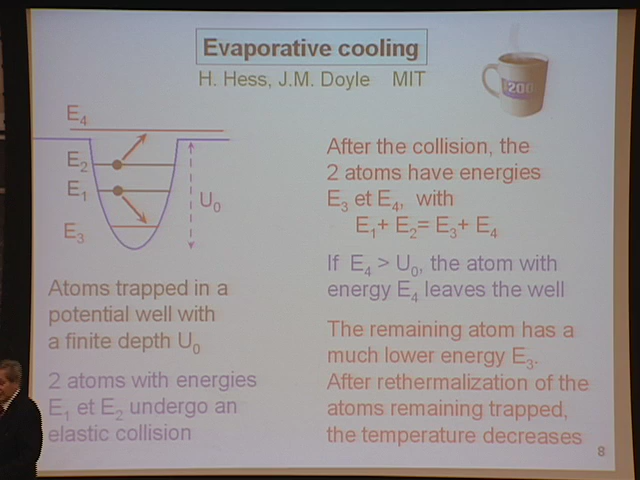 Evaporative cooling
H. Hess, J.M. Doyle MIT
200
E4
E2
E1
U0
E3
Atoms trapped in a
potential well with
a finite depth U0
2 atoms with energies
E1 et E2 undergo an
elastic collision
After the collision, the
2 atoms have energies
E3 et E4, with
E1+ E2= E3+ E4
If E4 > U0, the atom with
energy E4 leaves the well
The remaining atom has a
much lower energy E3.
After rethermalization of the
atoms remaining trapped,
the temperature decreases
8